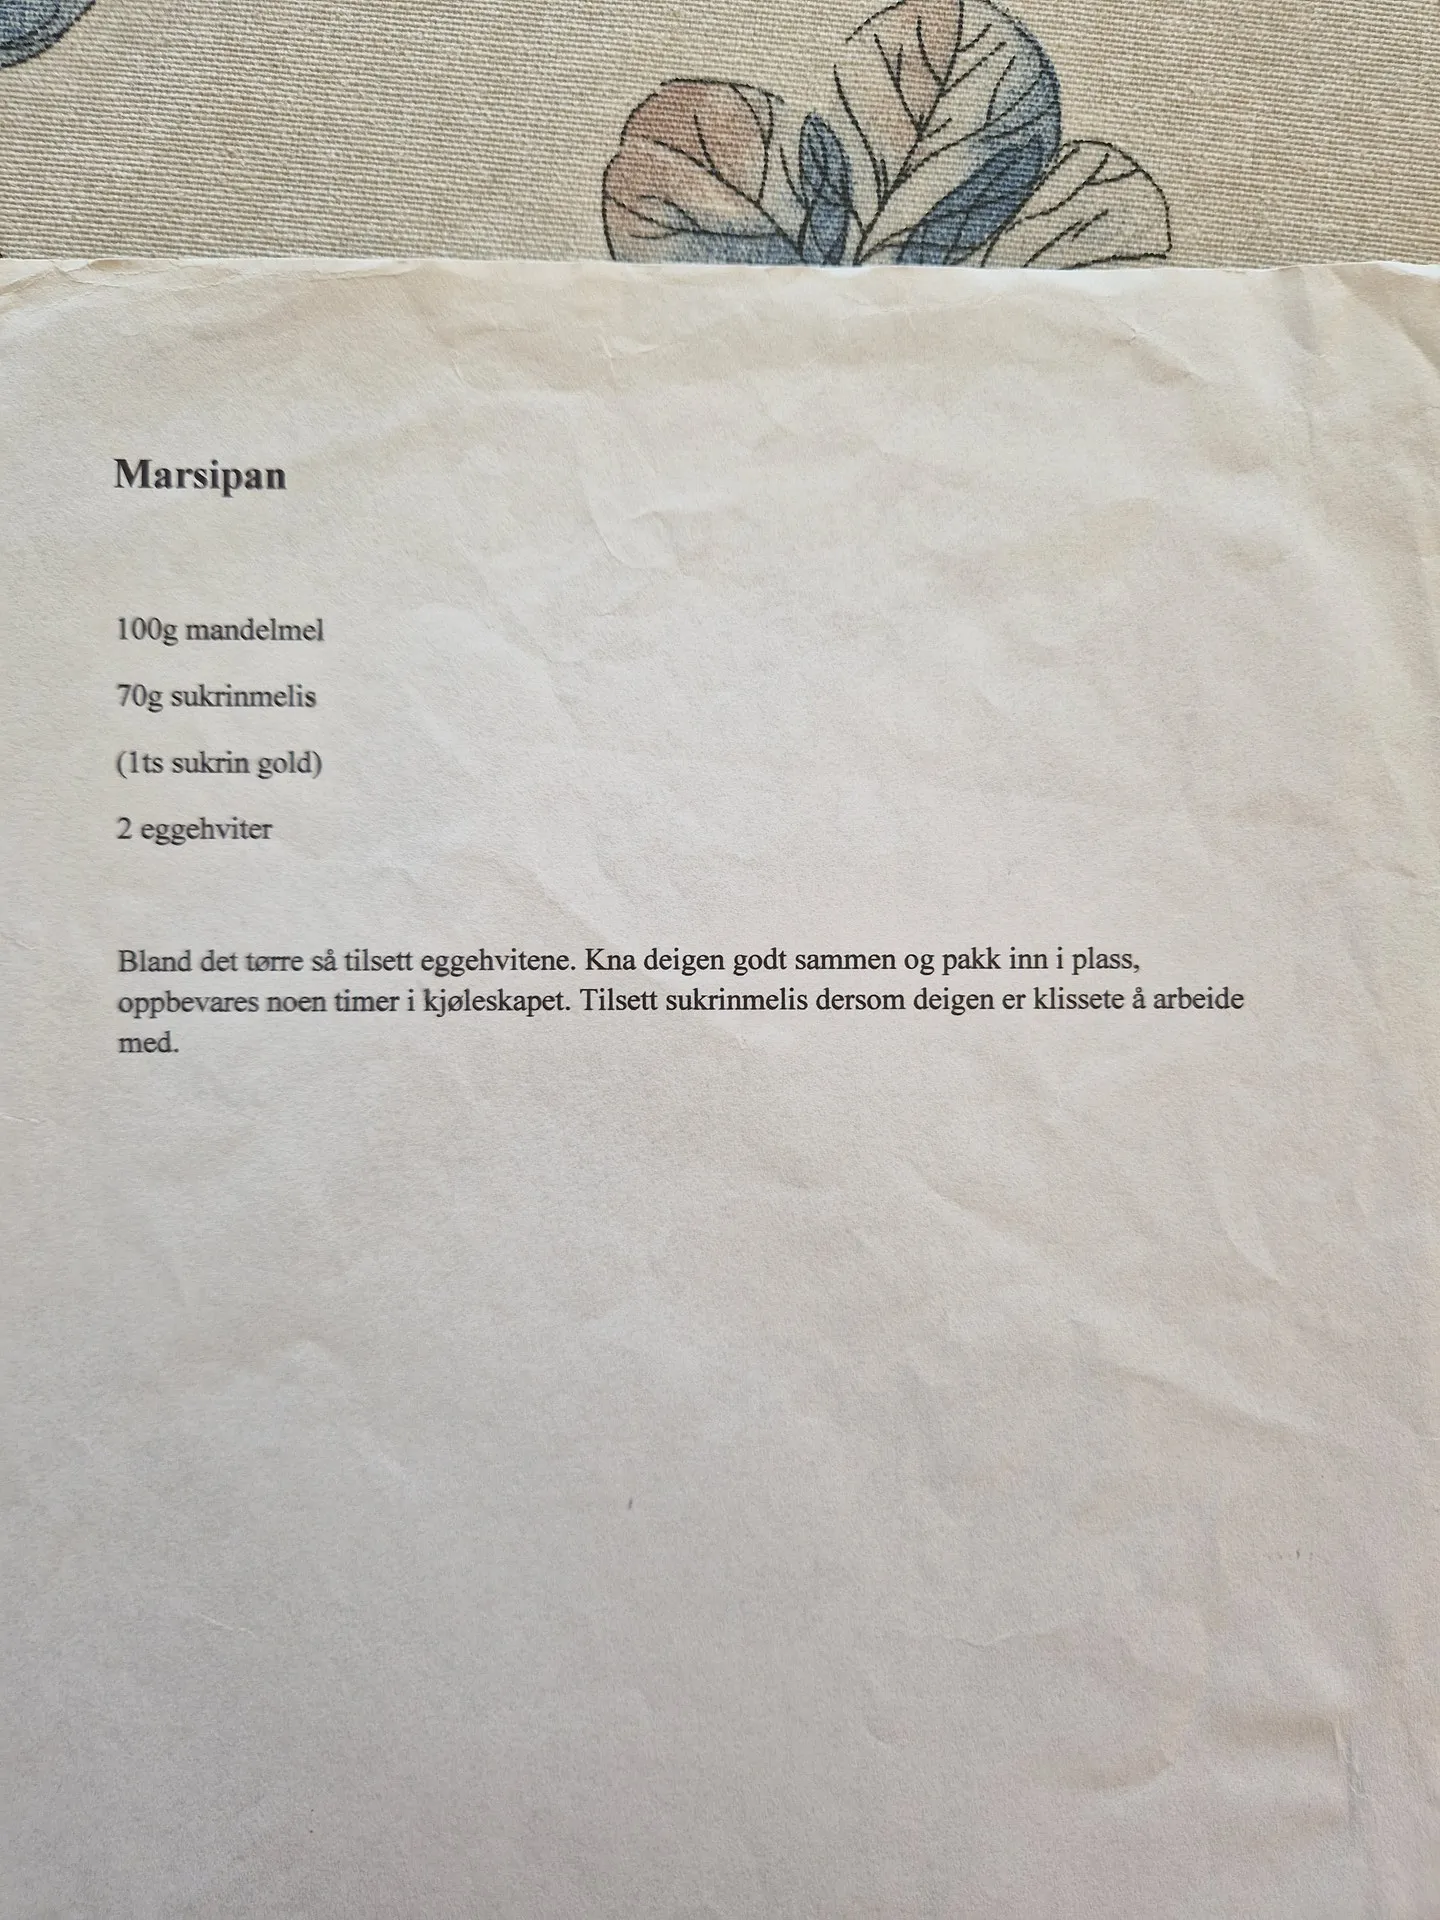 Marsipan
100g mandelmel
70g sukrinmelis
(1ts sukrin gold)
2 eggehviter
Bland det tørre så tilsett eggehvitene. Kna deigen godt sammen og pakk inn i plass,
oppbevares noen timer i kjøleskapet. Tilsett sukrinmelis dersom deigen er klissete å arbeide
med.